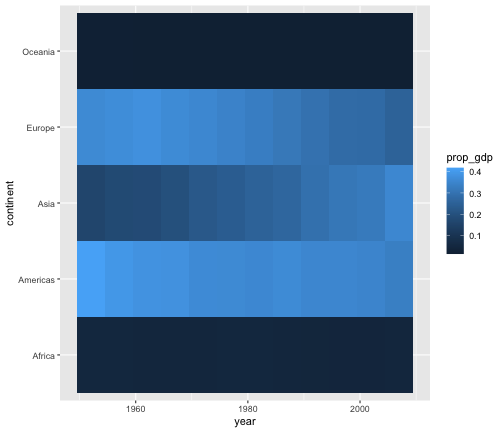 Oceania
Europe
Asia
Americas
Africa
continent
1960 1980 2000
year
prop_gdp
0.4
0.3
0.2
0.1